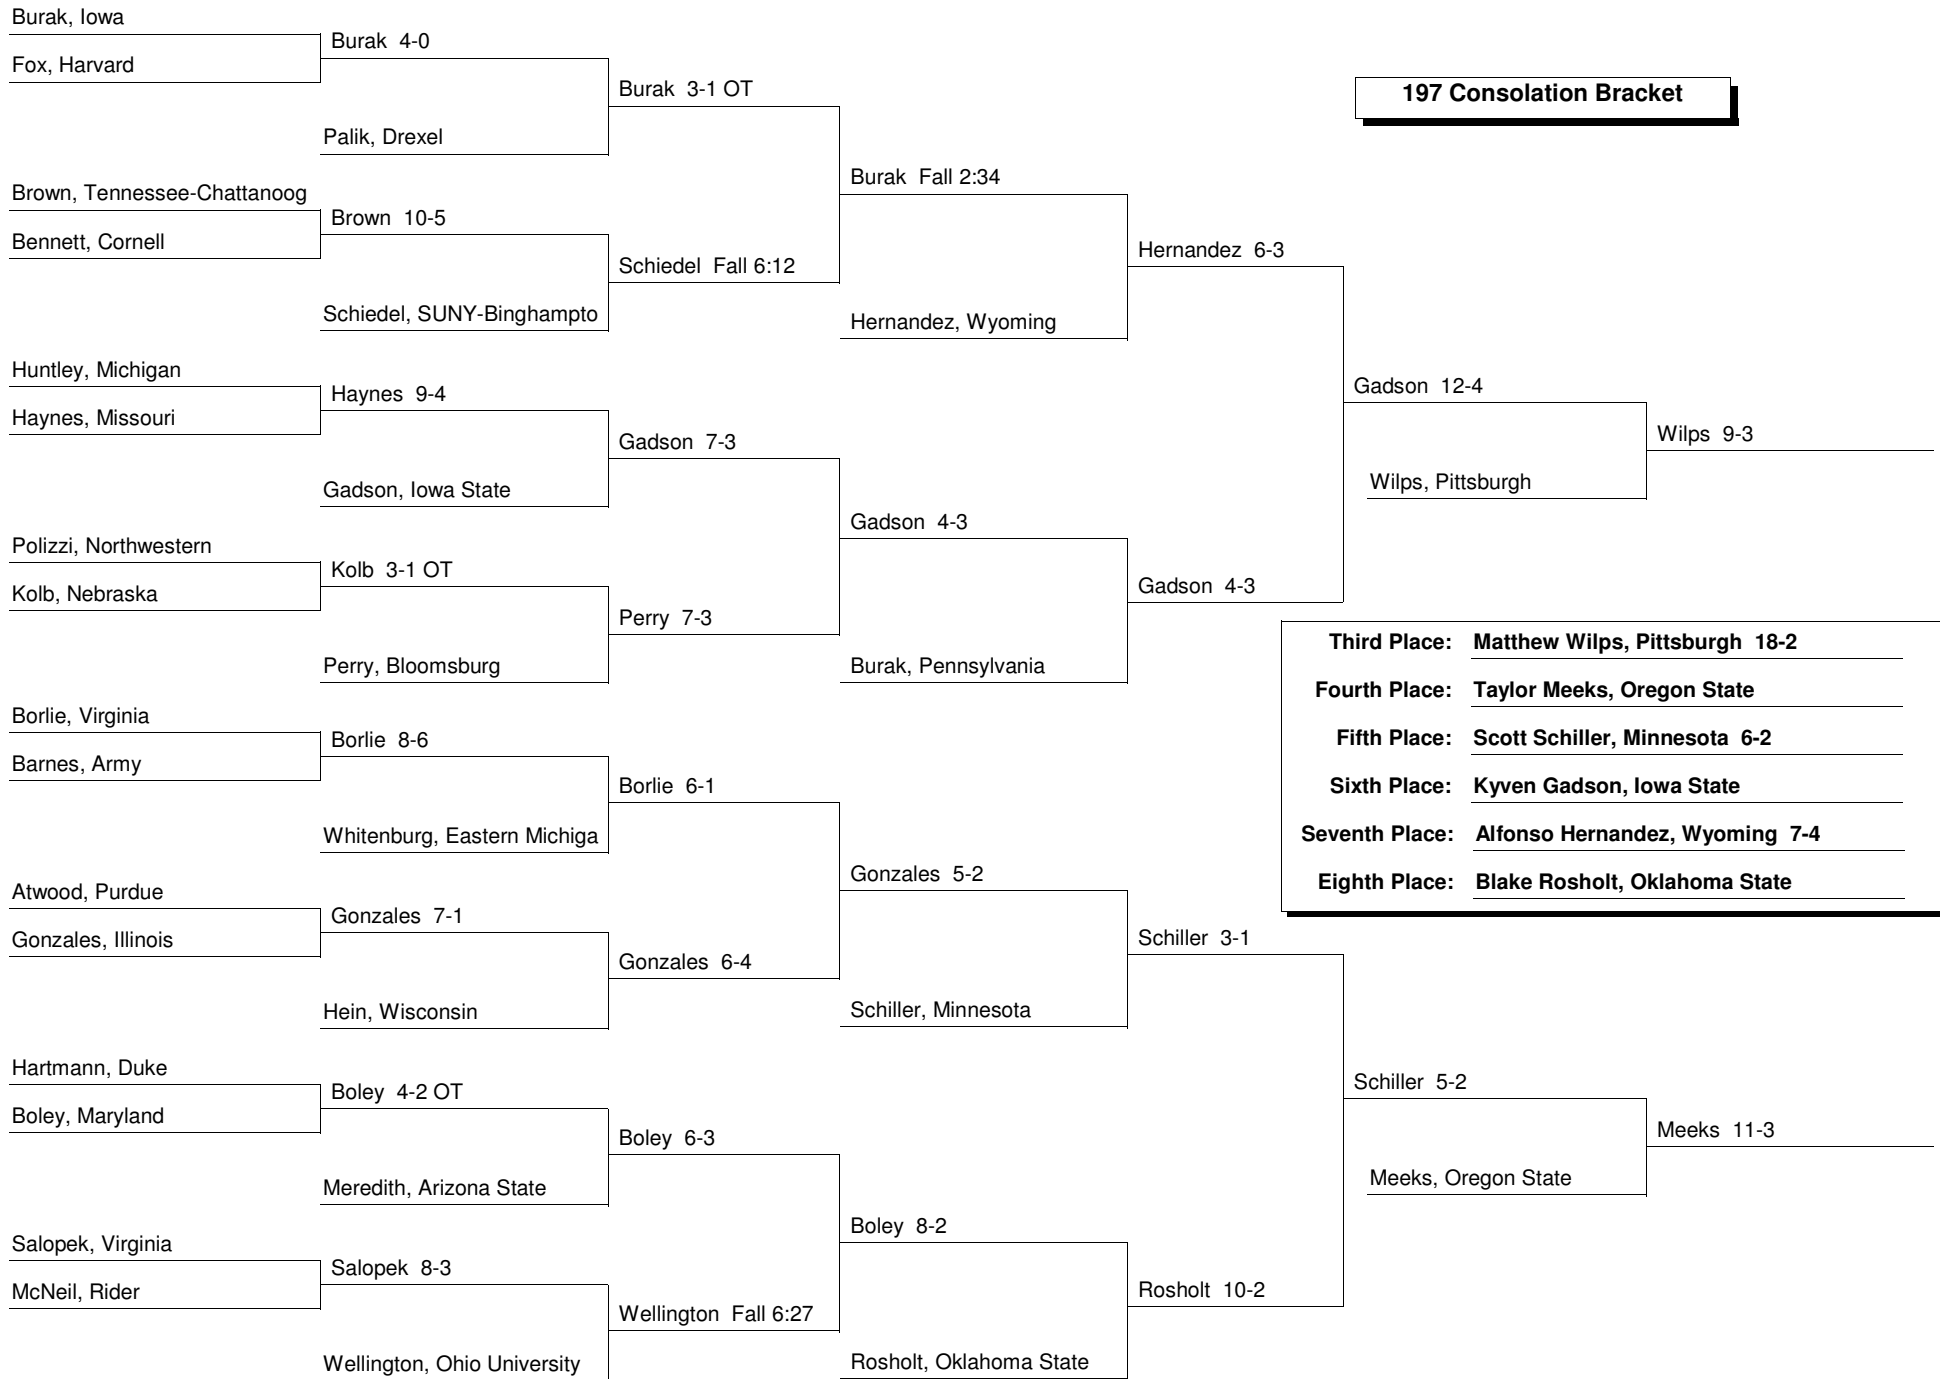 197 Consolation Bracket
Burak, Iowa
Fox, Harvard
Brown, Tennessee-Chattanoog
Bennett, Cornell
Huntley, Michigan
Haynes, Missouri
Polizzi, Northwestern
Kolb, Nebraska
Borlie, Virginia
Barnes, Army
Atwood, Purdue
Gonzales, Illinois
Hartmann, Duke
Boley, Maryland
Salopek, Virginia
McNeil, Rider
Burak 4-0
Palik, Drexel
Brown 10-5
Schiedel, SUNY-Binghampto
Haynes 9-4
Gadson, Iowa State
Kolb 3-1 OT
Perry, Bloomsburg
Borlie 8-6
Whitenburg, Eastern Michiga
Gonzales 7-1
Hein, Wisconsin
Boley 4-2 OT
Meredith, Arizona State
Salopek 8-3
Wellington, Ohio University
Burak 3-1 OT
Schiedel Fall 6:12
Gadson 7-3
Perry 7-3
Borlie 6-1
Gonzales 6-4
Boley 6-3
Wellington Fall 6:27
Burak Fall 2:34
Hernandez, Wyoming
Gadson 4-3
Burak, Pennsylvania
Gonzales 5-2
Schiller, Minnesota
Boley 8-2
Rosholt, Oklahoma State
Hernandez 6-3
Gadson 4-3
Schiller 3-1
Rosholt 10-2
Gadson 12-4
Wilps, Pittsburgh
Schiller 5-2
Meeks, Oregon State
Wilps 9-3
Meeks 11-3
Third Place: Matthew Wilps, Pittsburgh 18-2
Fourth Place: Taylor Meeks, Oregon State
Fifth Place: Scott Schiller, Minnesota 6-2
Sixth Place: Kyven Gadson, Iowa State
Seventh Place: Alfonso Hernandez, Wyoming 7-4
Eighth Place: Blake Rosholt, Oklahoma State